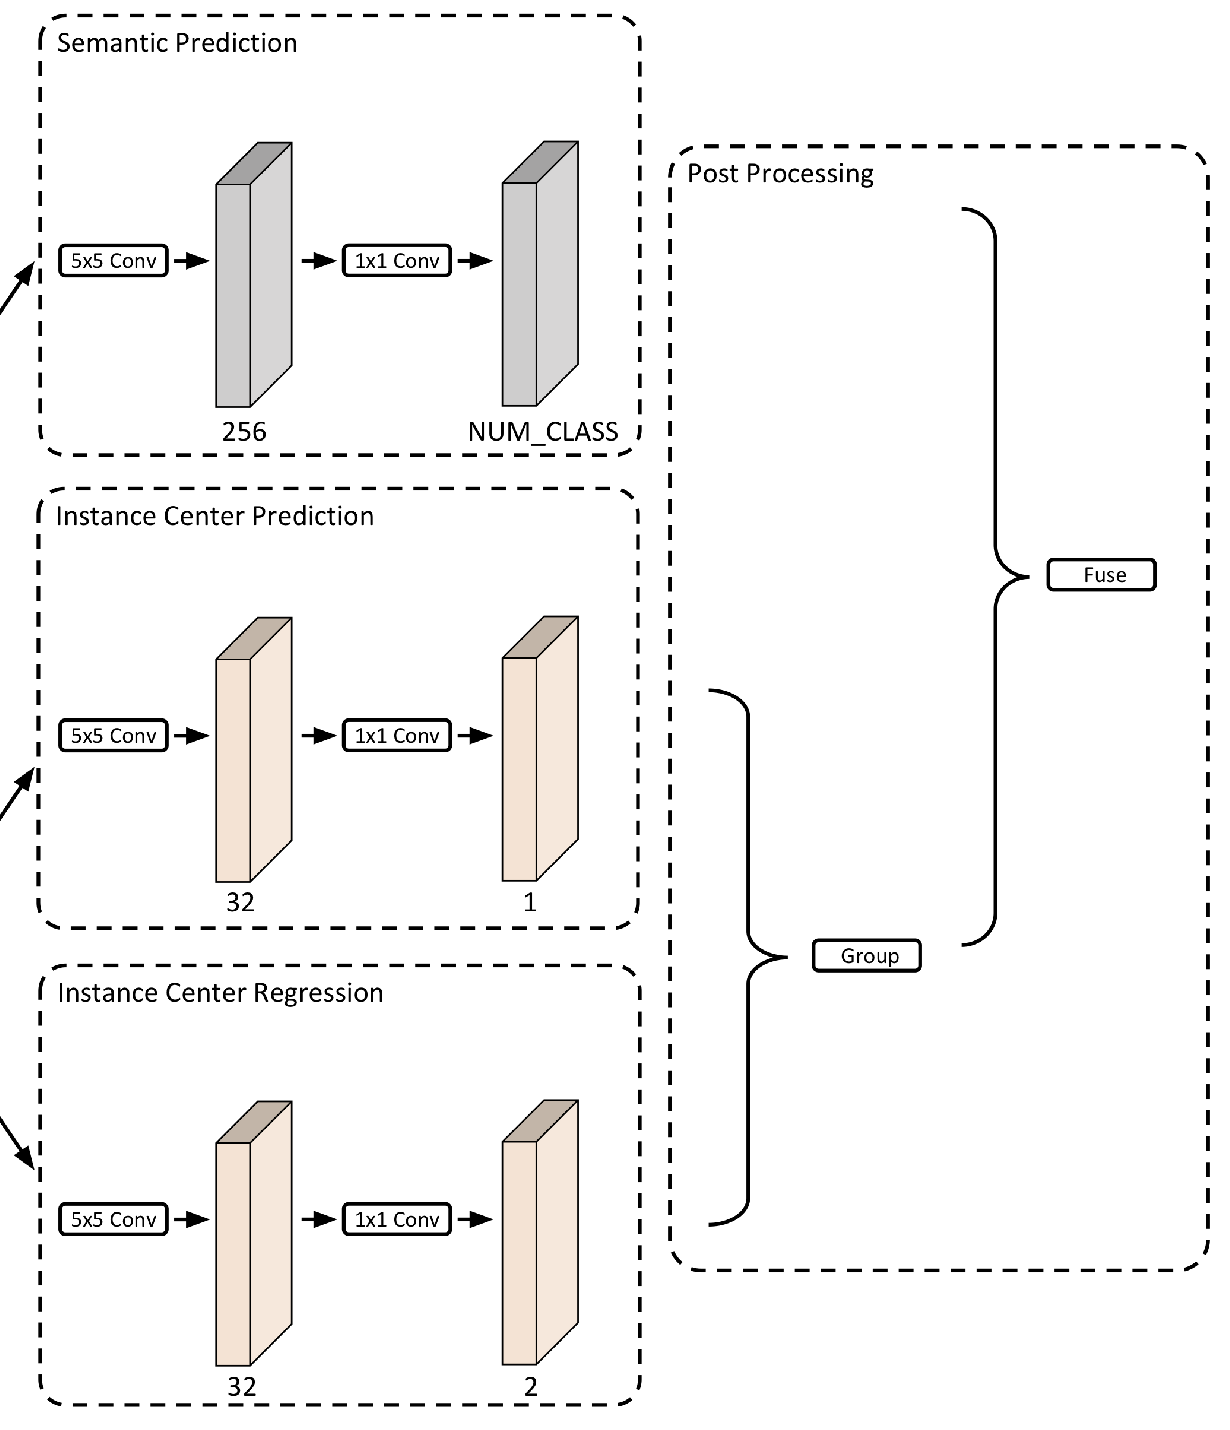 Semantic Prediction
5x5 Conv
1x1 Conv
256
NUM_CLASS
Instance Center Prediction
5x5 Conv
1x1 Conv
32
1
Instance Center Regression
5x5 Conv
1x1 Conv
32
2
Post Processing
Fuse
Group